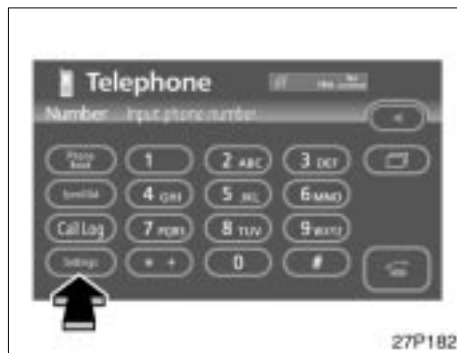 Telephone
Number Input phone number
Phone
Book 1 2 ABC 3 DEF
Speed Dial 4 GHI 5 JKL 6 MNO
Call Log 7 PQRS 8 TUV 9 WXYZ
Settings * + 0 #
27P182